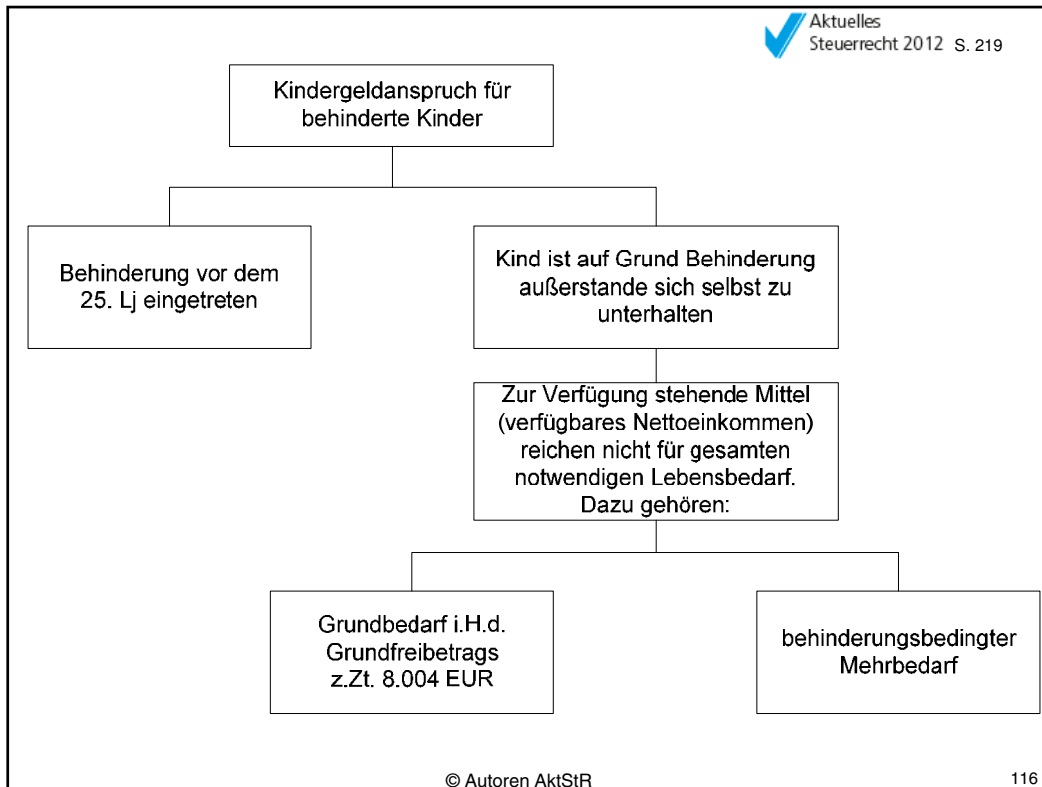 Aktuelles
Steuerrecht 2012 S. 219
Kindergeldanspruch für
behinderte Kinder
Behinderung vor dem
25. Lj eingetreten
Kind ist auf Grund Behinderung
außerstande sich selbst zu
unterhalten
Zur Verfügung stehende Mittel
(verfügbares Nettoeinkommen)
reichen nicht für gesamten
notwendigen Lebensbedarf.
Dazu gehören:
Grundbedarf i.H.d.
Grundfreibetrags
z.Zt. 8.004 EUR
behinderungsbedingter
Mehrbedarf
© Autoren AktStR
116